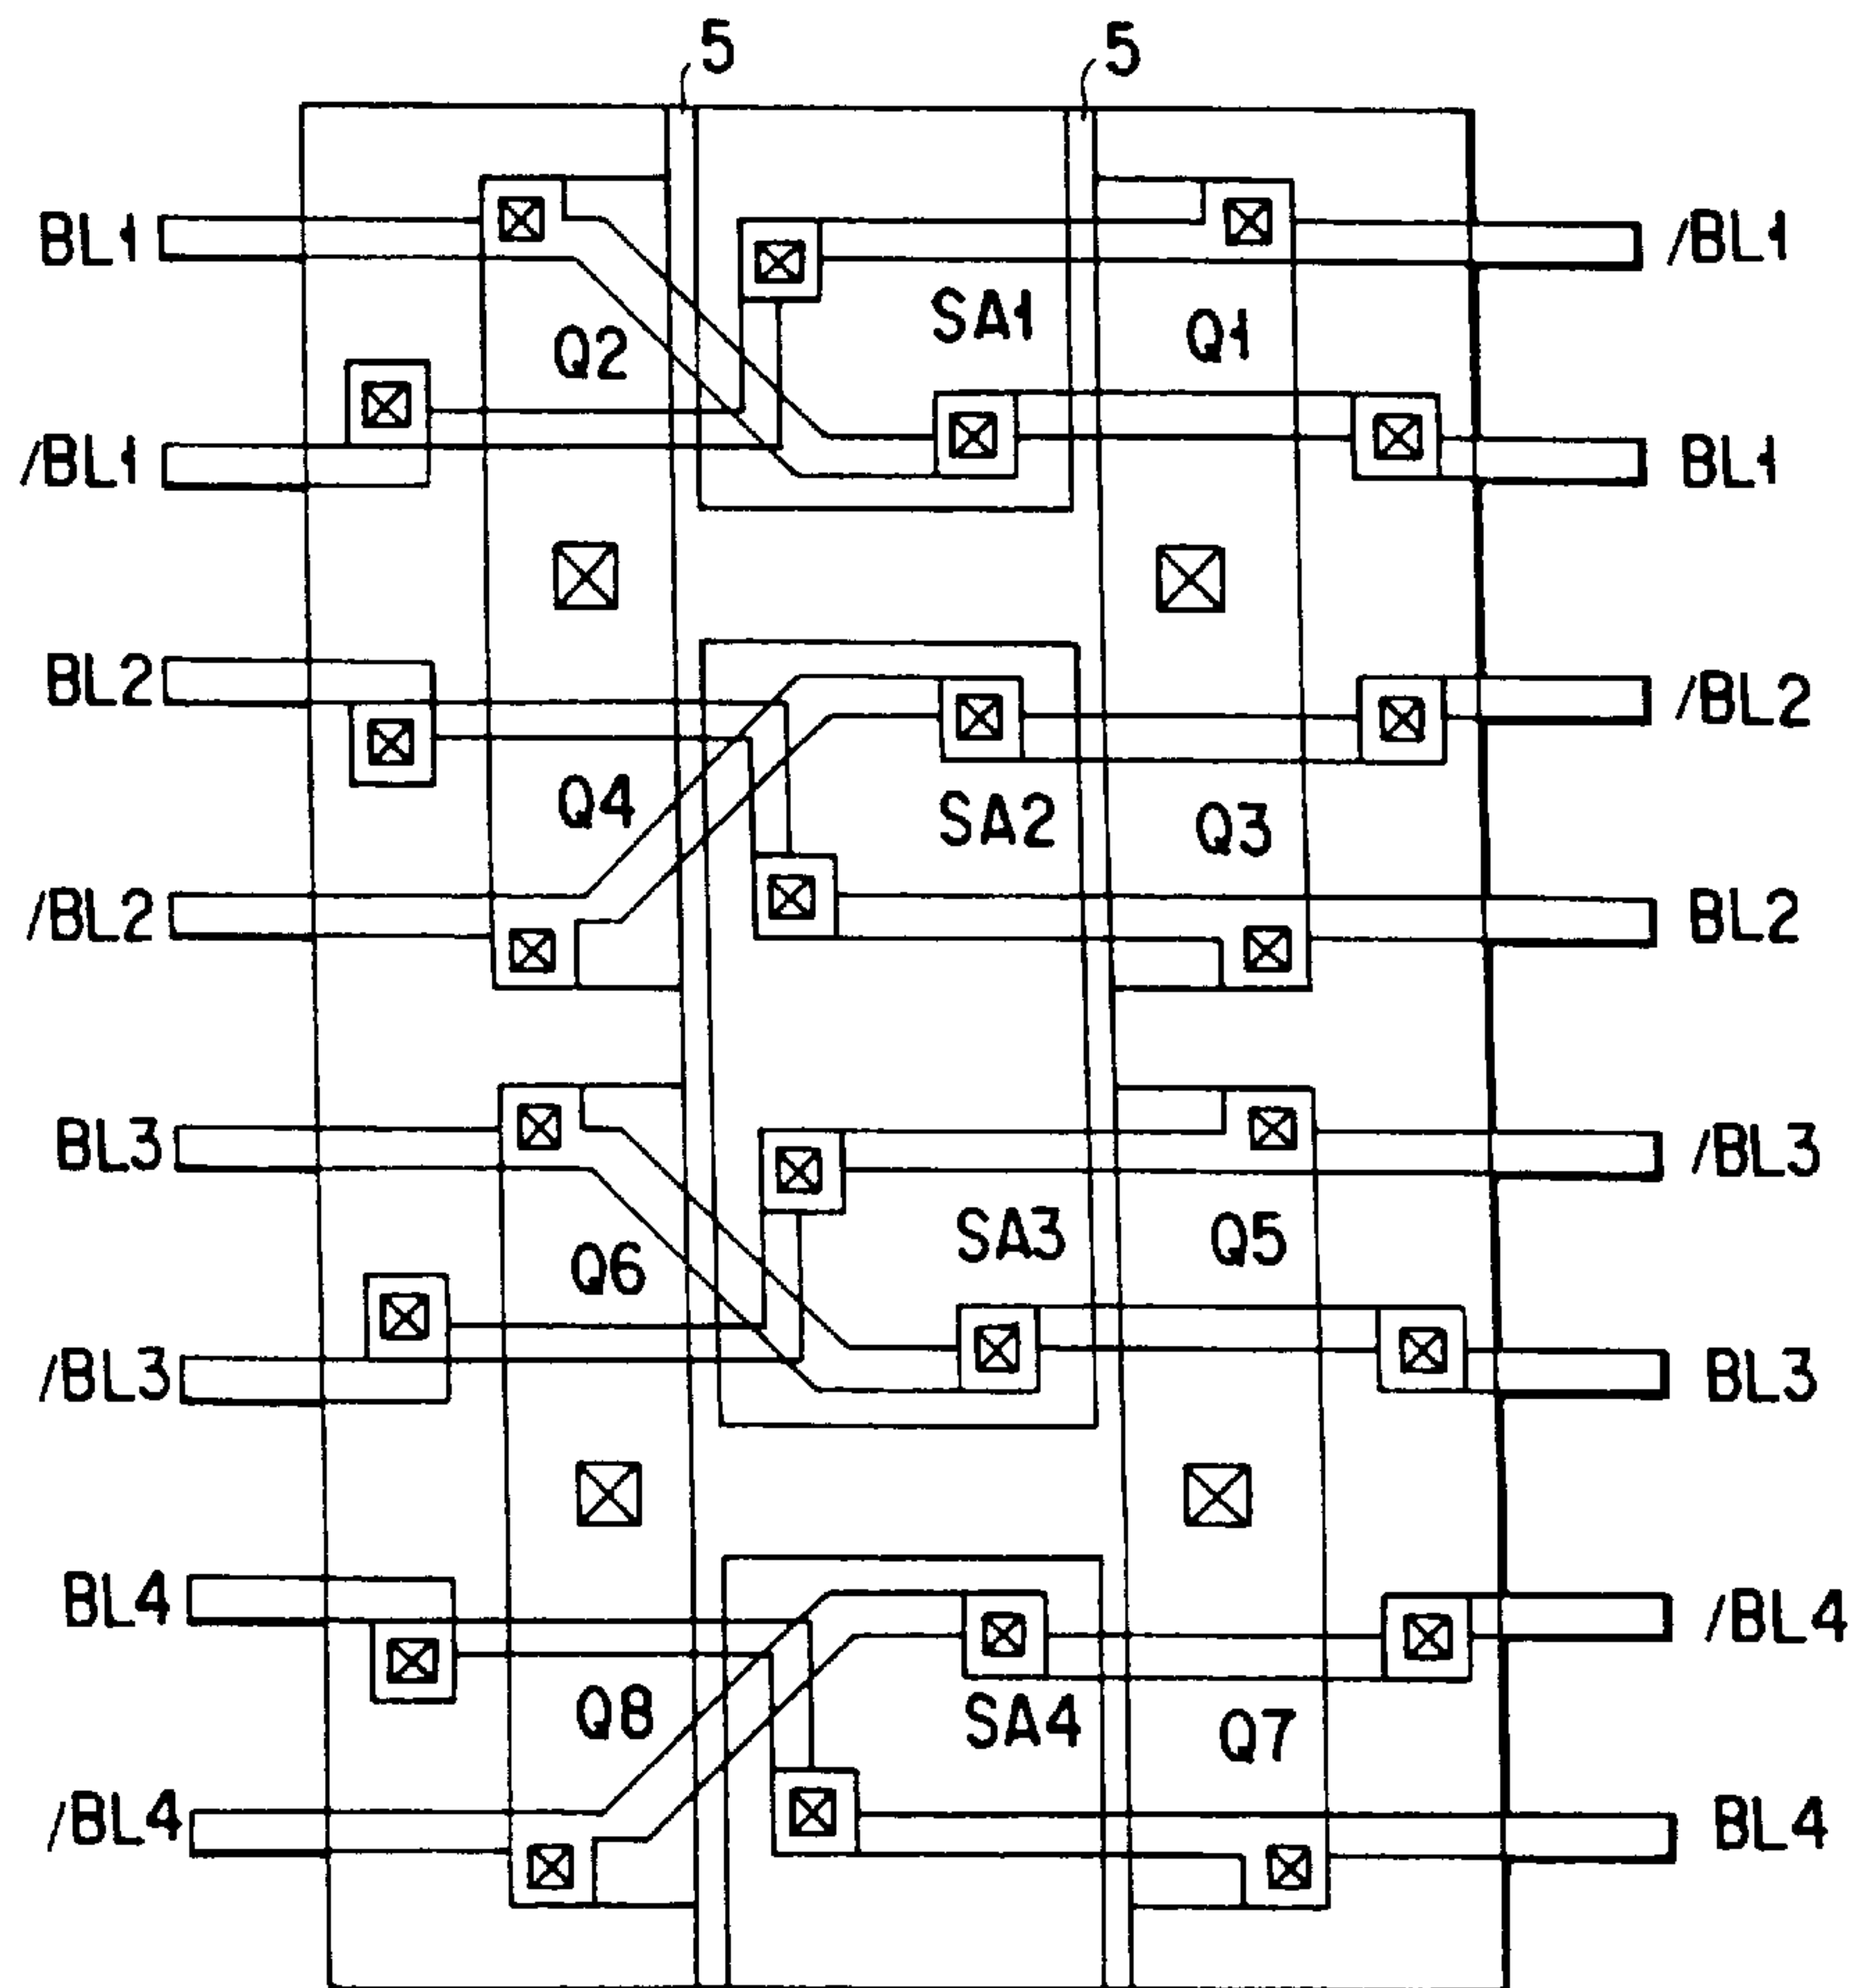 5 5
BL1 /BL1
SA1
Q2 Q1
/BL1 BL1
BL2 /BL2
Q4 SA2 Q3
/BL2 BL2
BL3 /BL3
Q6 SA3 Q5
/BL3 BL3
BL4 /BL4
Q8 SA4 Q7
/BL4 BL4